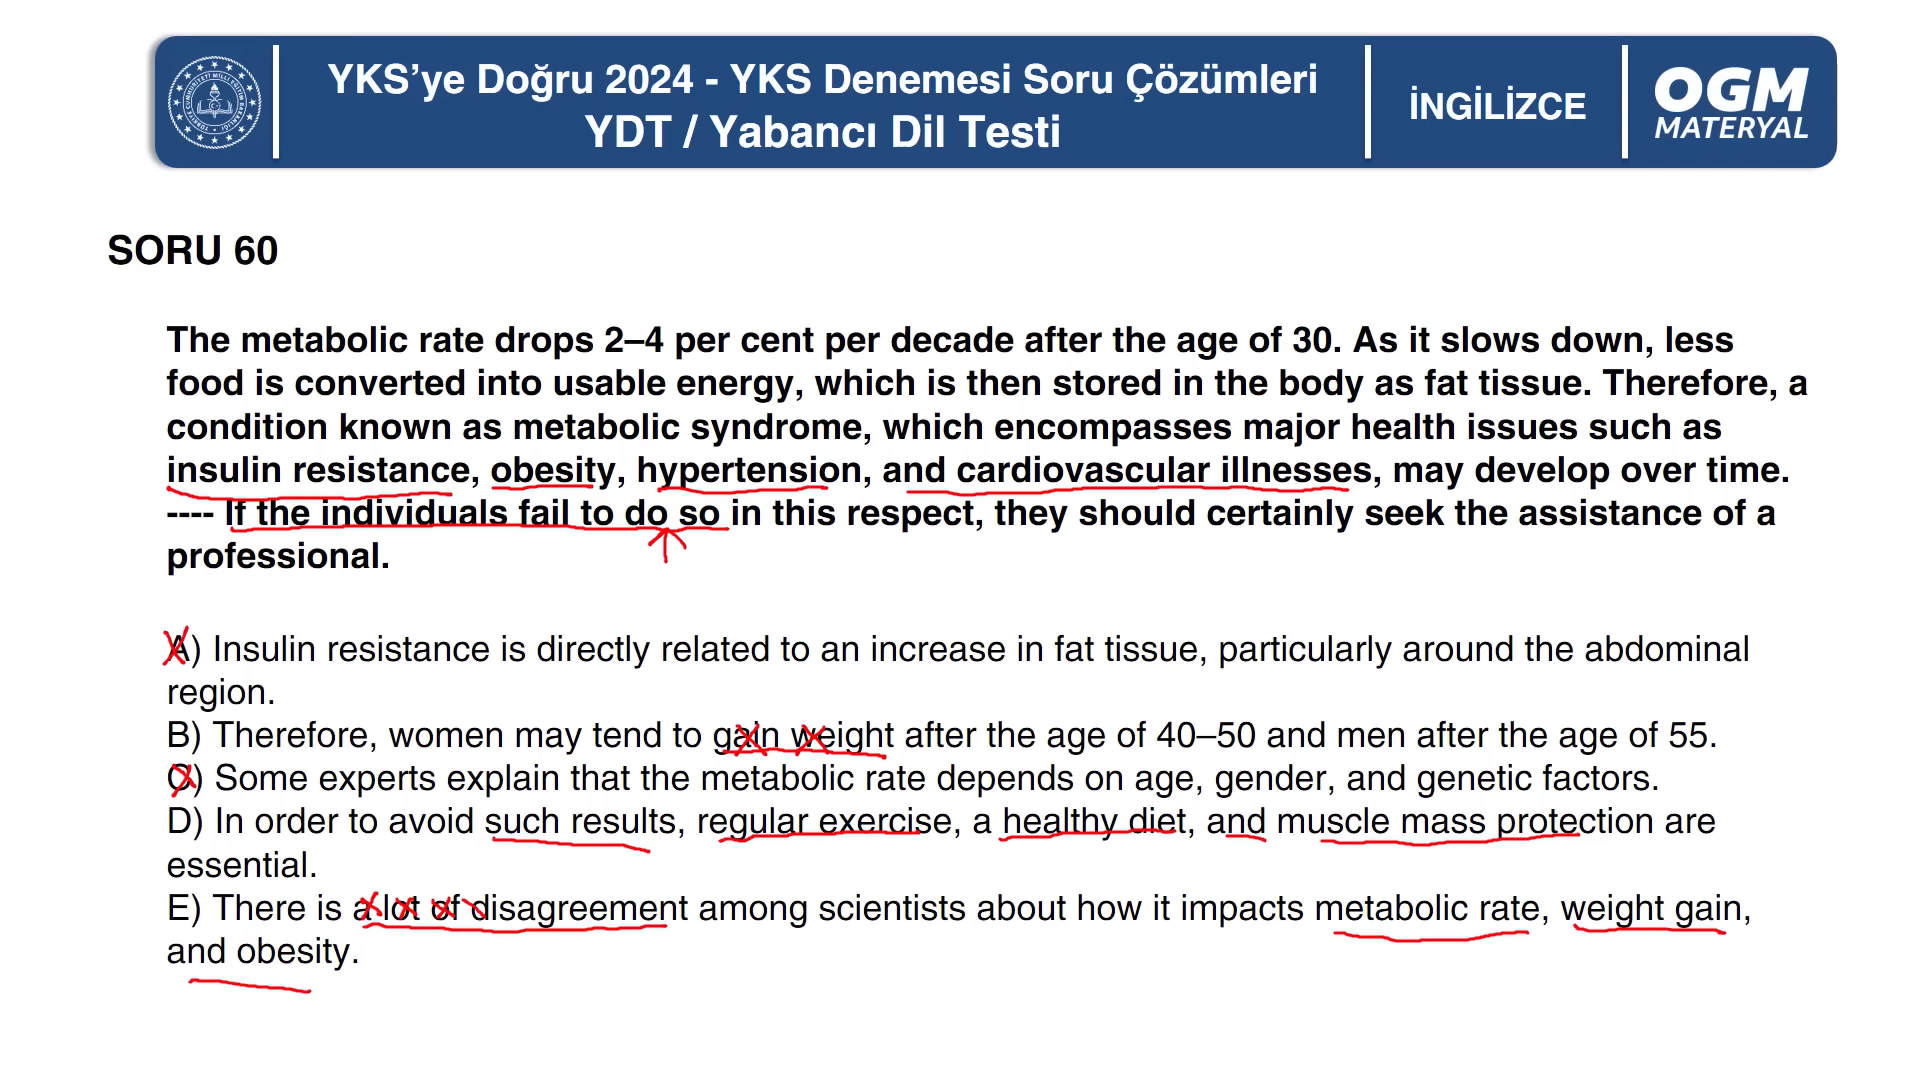 YKS'ye Doğru 2024 - YKS Denemesi Soru Çözümleri
YDT / Yabancı Dil Testi
İNGİLİZCE
OGM
MATERYAL
SORU 60
The metabolic rate drops 2–4 per cent per decade after the age of 30. As it slows down, less
food is converted into usable energy, which is then stored in the body as fat tissue. Therefore, a
condition known as metabolic syndrome, which encompasses major health issues such as
insulin resistance, obesity, hypertension, and cardiovascular illnesses, may develop over time.
---- If the individuals fail to do so in this respect, they should certainly seek the assistance of a
professional.
A) Insulin resistance is directly related to an increase in fat tissue, particularly around the abdominal
region.
B) Therefore, women may tend to gain weight after the age of 40–50 and men after the age of 55.
C) Some experts explain that the metabolic rate depends on age, gender, and genetic factors.
D) In order to avoid such results, regular exercise, a healthy diet, and muscle mass protection are
essential.
E) There is a lot of disagreement among scientists about how it impacts metabolic rate, weight gain,
and obesity.